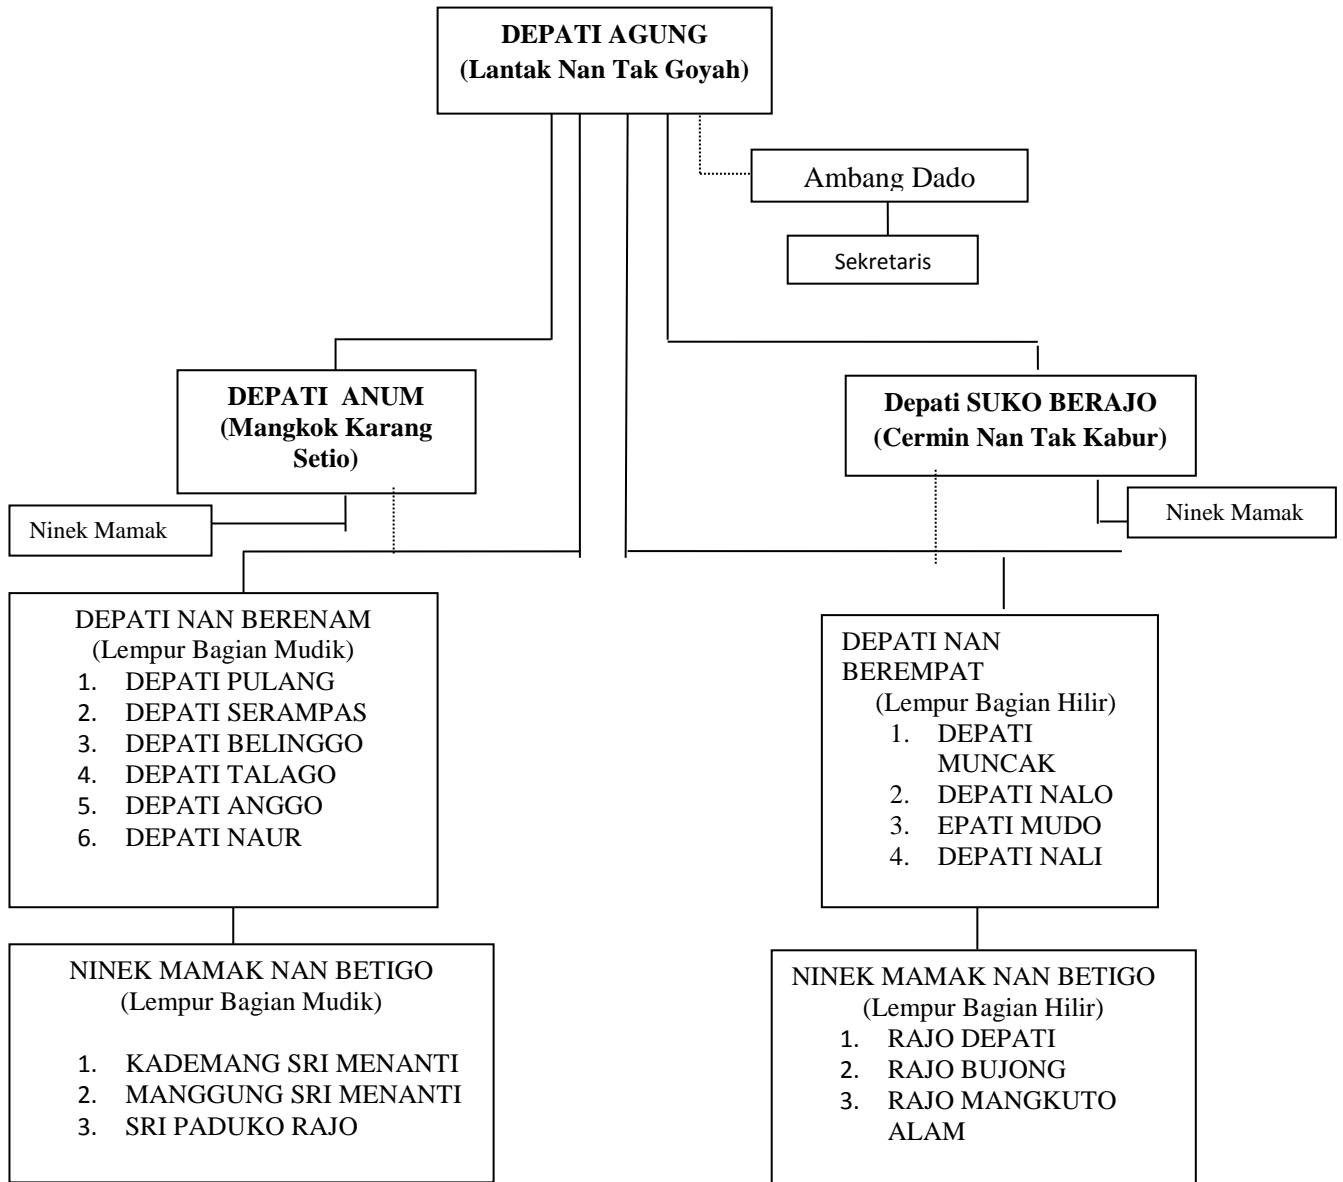 DEPATI AGUNG
(Lantak Nan Tak Goyah)
Ambang Dado
Sekretaris
DEPATI ANUM
(Mangkok Karang
Setio)
Depati SUKO BERAJO
(Cermin Nan Tak Kabur)
Ninek Mamak
Ninek Mamak
DEPATI NAN BERENAM
(Lempur Bagian Mudik)
1. DEPATI PULANG
2. DEPATI SERAMPAS
3. DEPATI BELINGGO
4. DEPATI TALAGO
5. DEPATI ANGGO
6. DEPATI NAUR
DEPATI NAN
BEREMPAT
(Lempur Bagian Hilir)
1. DEPATI
MUNCAK
2. DEPATI NALO
3. EPATI MUDO
4. DEPATI NALI
NINEK MAMAK NAN BETIGO
(Lempur Bagian Mudik)
1. KADEMANG SRI MENANTI
2. MANGGUNG SRI MENANTI
3. SRI PADUKO RAJO
NINEK MAMAK NAN BETIGO
(Lempur Bagian Hilir)
1. RAJO DEPATI
2. RAJO BUJONG
3. RAJO MANGKUTO
ALAM